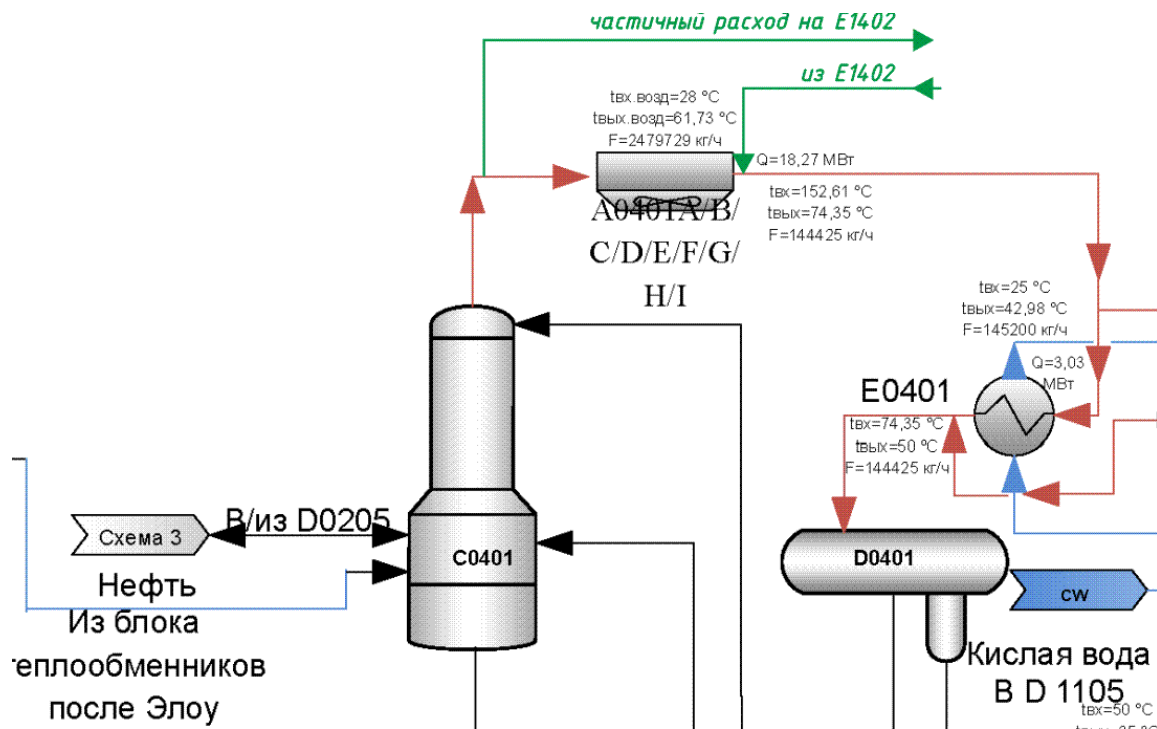 частичный расход на Е1402
из Е1402
tвх.возд=28 °C
tвых.возд=61,73 °C
F=2479729 кг/ч
Q=18,27 МВт
tвх=152,61 °C
tвых=74,35 °C
F=144425 кг/ч
A0401A/B/
C/D/E/F/G/
H/I
tвх=25 °C
tвых=42,98 °C
F=145200 кг/ч
Q=3,03
МВт
E0401
tвх=74,35 °C
tвых=50 °C
F=144425 кг/ч
В/из D0205
Схема 3
C0401
D0401
Нефть
Из блока
теплообменников
после Элоу
cw
Кислая вода
В D 1105
tвх=50 °C